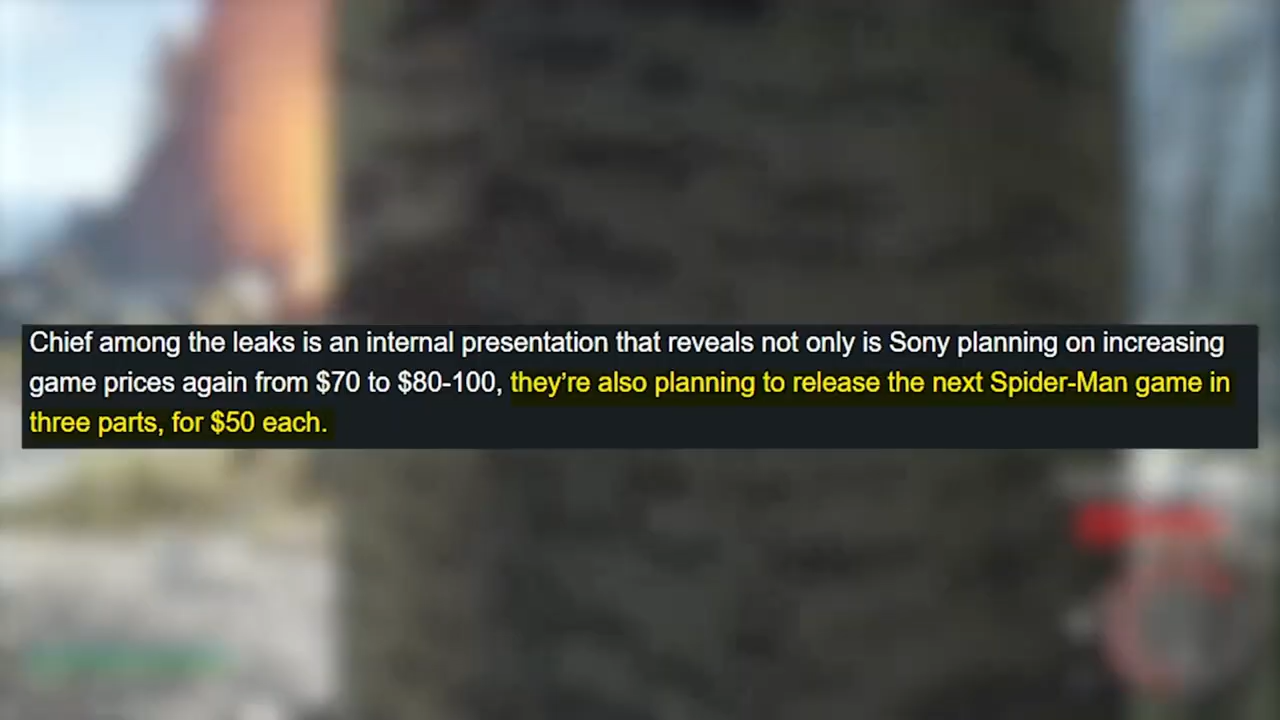 Chief among the leaks is an internal presentation that reveals not only is Sony planning on increasing
game prices again from $70 to $80-100, they’re also planning to release the next Spider-Man game in
three parts, for $50 each.